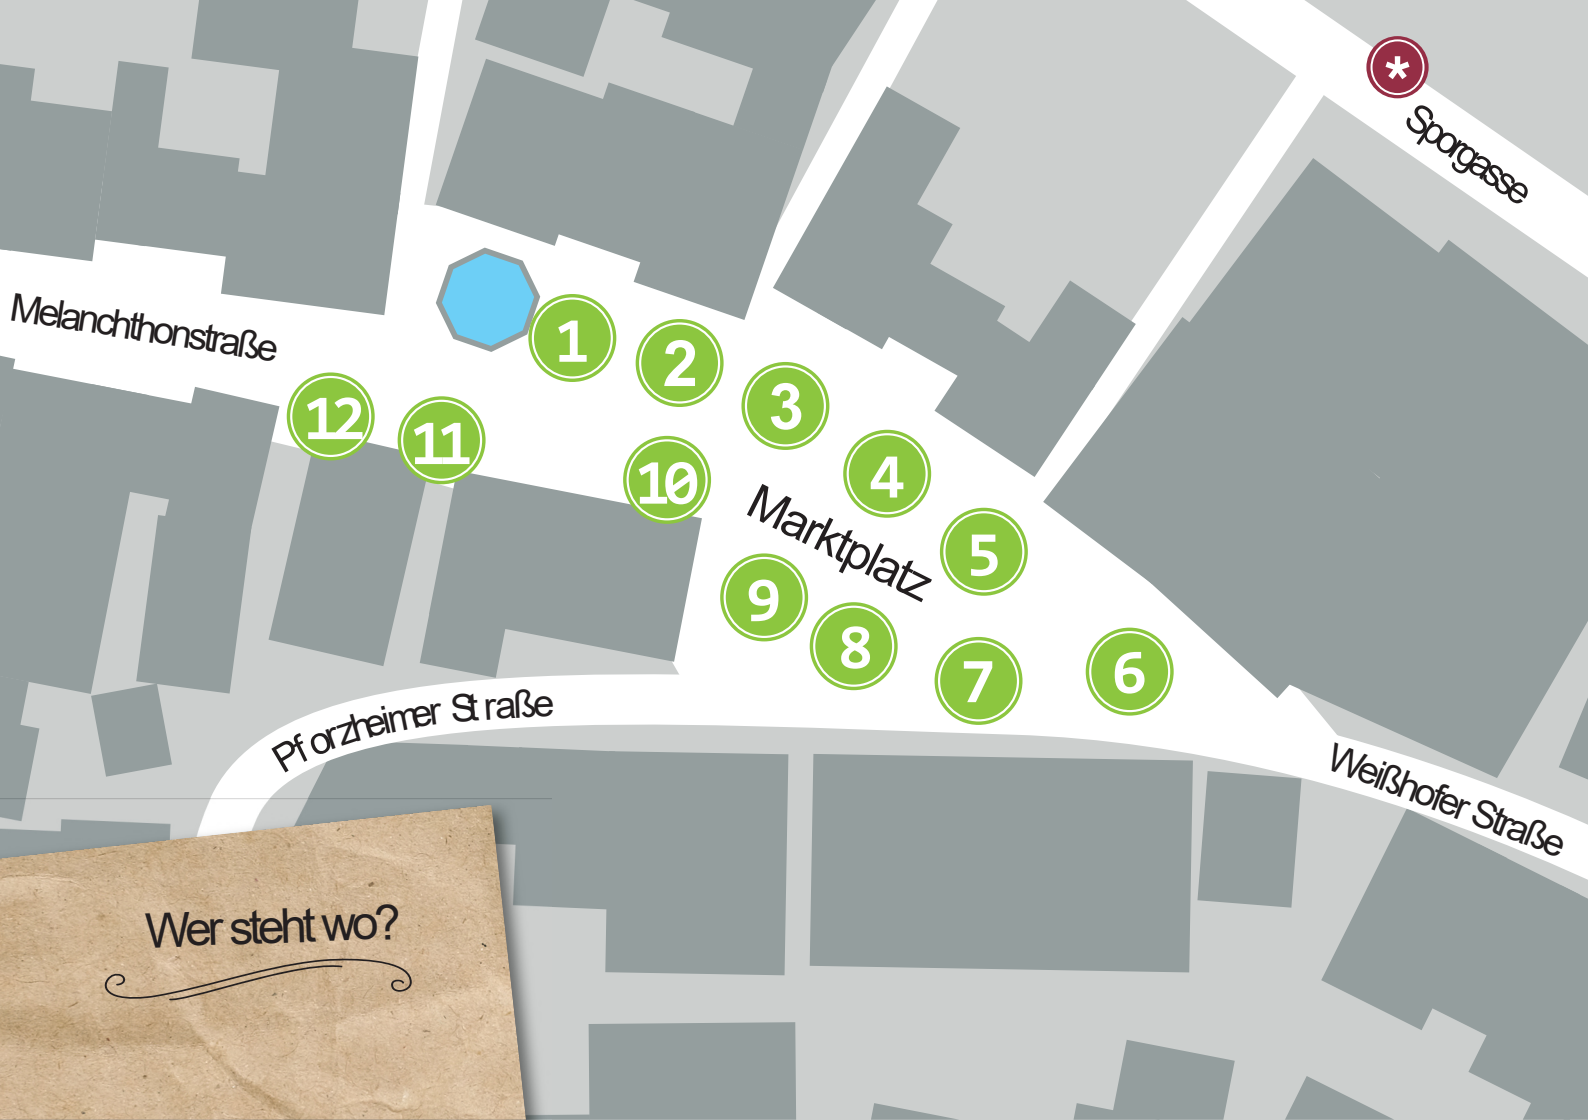 *
Sporgasse
Melanchthonstraße
1
2
3
12
11
10
4
Marktplatz
5
9
8
7
6
Pforzheimer Straße
Weißhofer Straße
Wer steht wo?